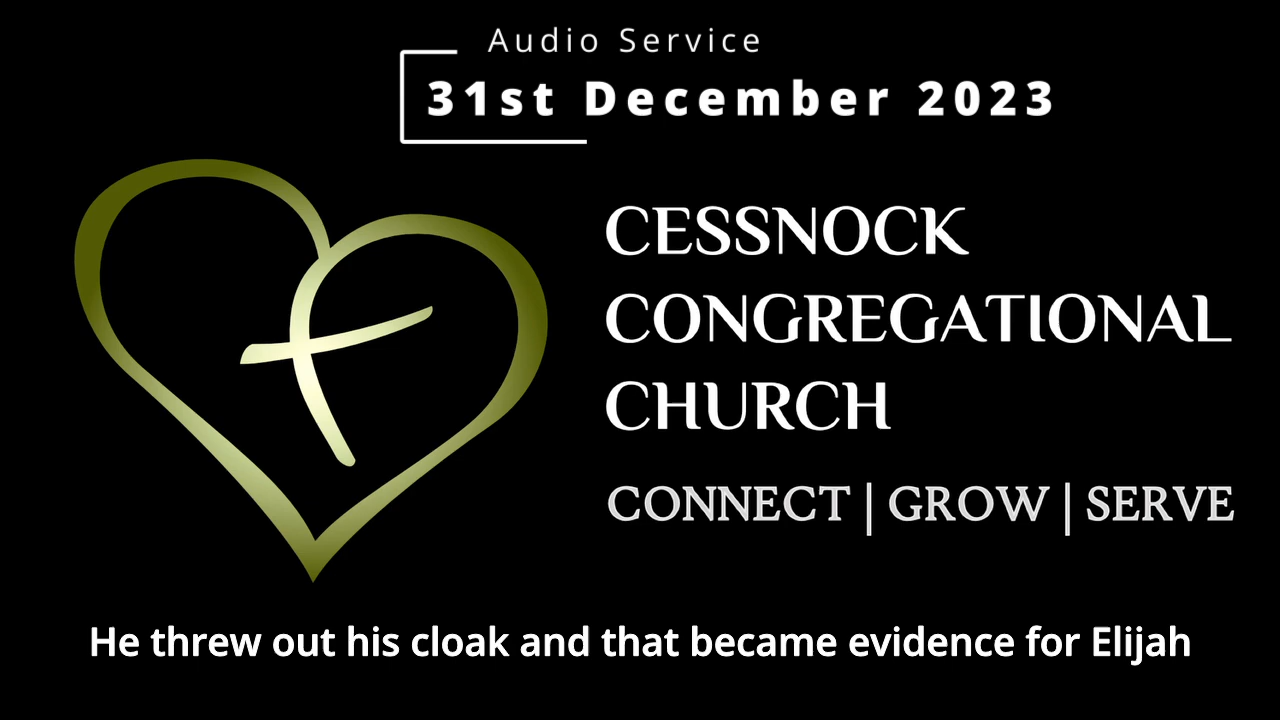 Audio Service
31st December 2023
CESSNOCK
CONGREGATIONAL
CHURCH
CONNECT | GROW | SERVE
He threw out his cloak and that became evidence for Elijah